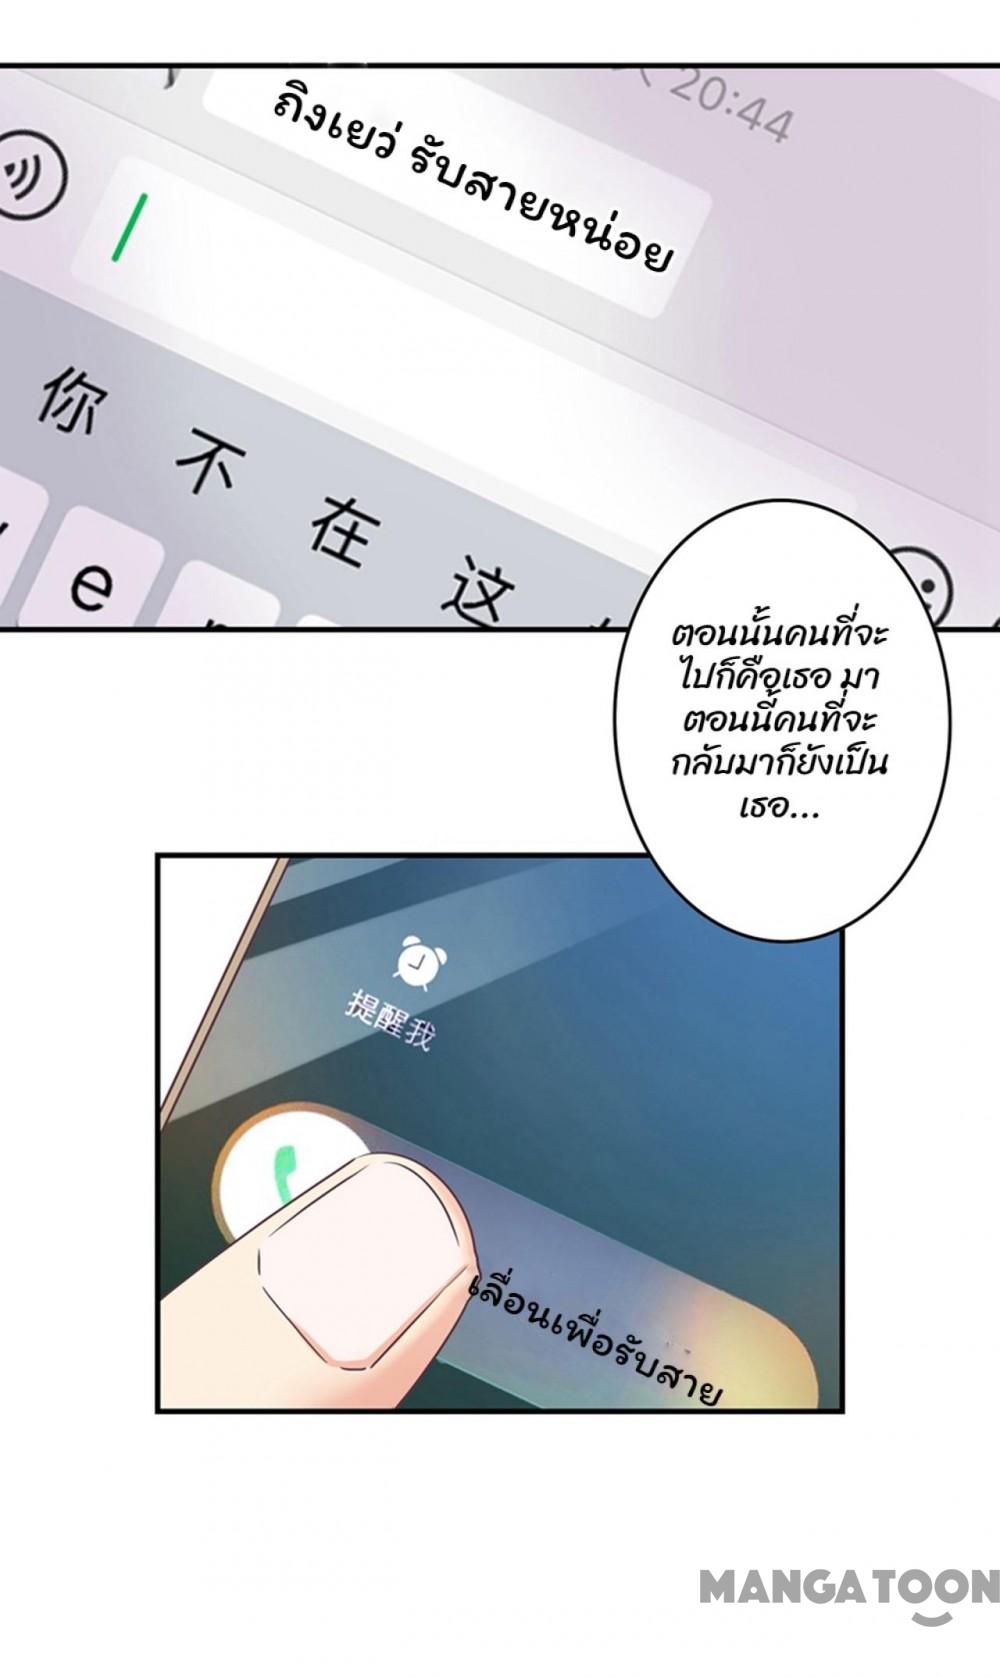 20:44
ถิงเยว่ รับสายหน่อย
你 不 在 这
e
ตอนนั้นคนที่จะ
ไปก็คือเธอ มา
ตอนนี้คนที่จะ
กลับมาก็ยังเป็น
เธอ...
提醒我
เลื่อนเพื่อรับสาย
MANGATOON